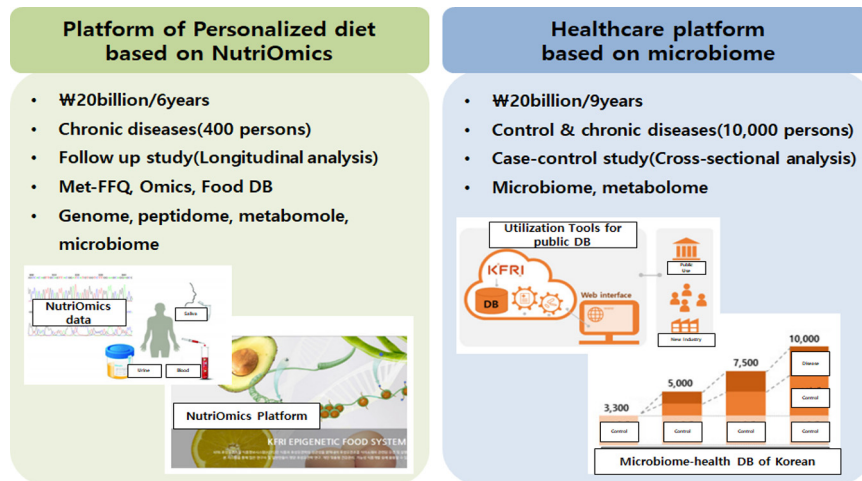 Platform of Personalized diet
based on NutriOmics
• ₩20billion/6years
• Chronic diseases(400 persons)
• Follow up study(Longitudinal analysis)
• Met-FFQ, Omics, Food DB
• Genome, peptidome, metabomole,
microbiome
NutriOmics
data
Saliva
Urine
Blood
NutriOmics Platform
KFRI EPIGENETIC FOOD SYSTEM
Healthcare platform
based on microbiome
• ₩20billion/9years
• Control & chronic diseases(10,000 persons)
• Case-control study(Cross-sectional analysis)
• Microbiome, metabolome
Utilization Tools for
public DB
KFRI
DB
Web interface
Public
Use
New Industry
3,300
5,000
7,500
10,000
Disease
Control
Control
Control
Control
Control
Microbiome-health DB of Korean